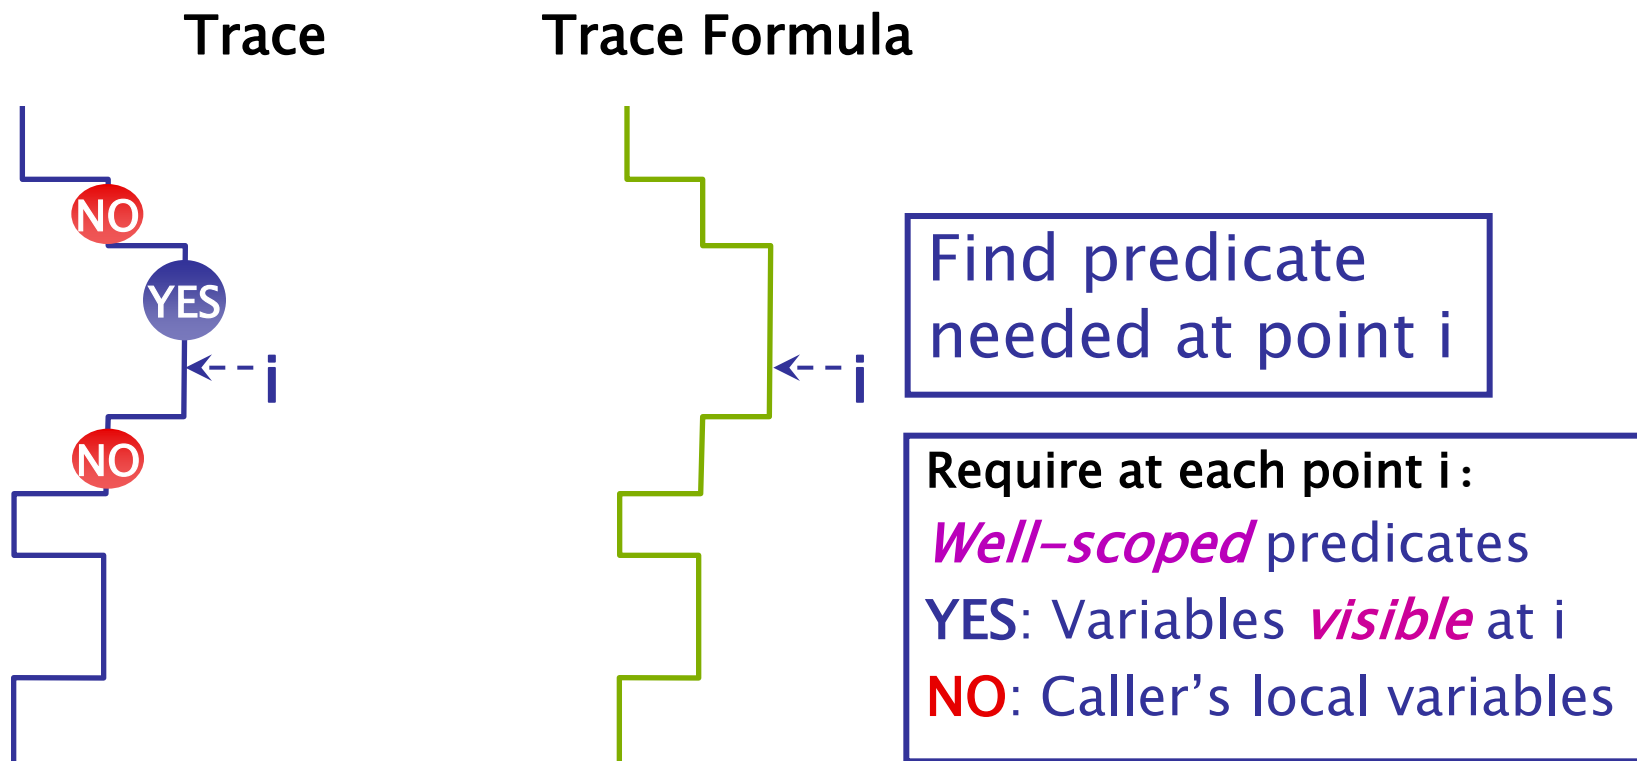 Trace
Trace Formula
NO
YES
i
NO
i
Find predicate
needed at point i
Require at each point i:
Well-scoped predicates
YES: Variables visible at i
NO: Caller’s local variables